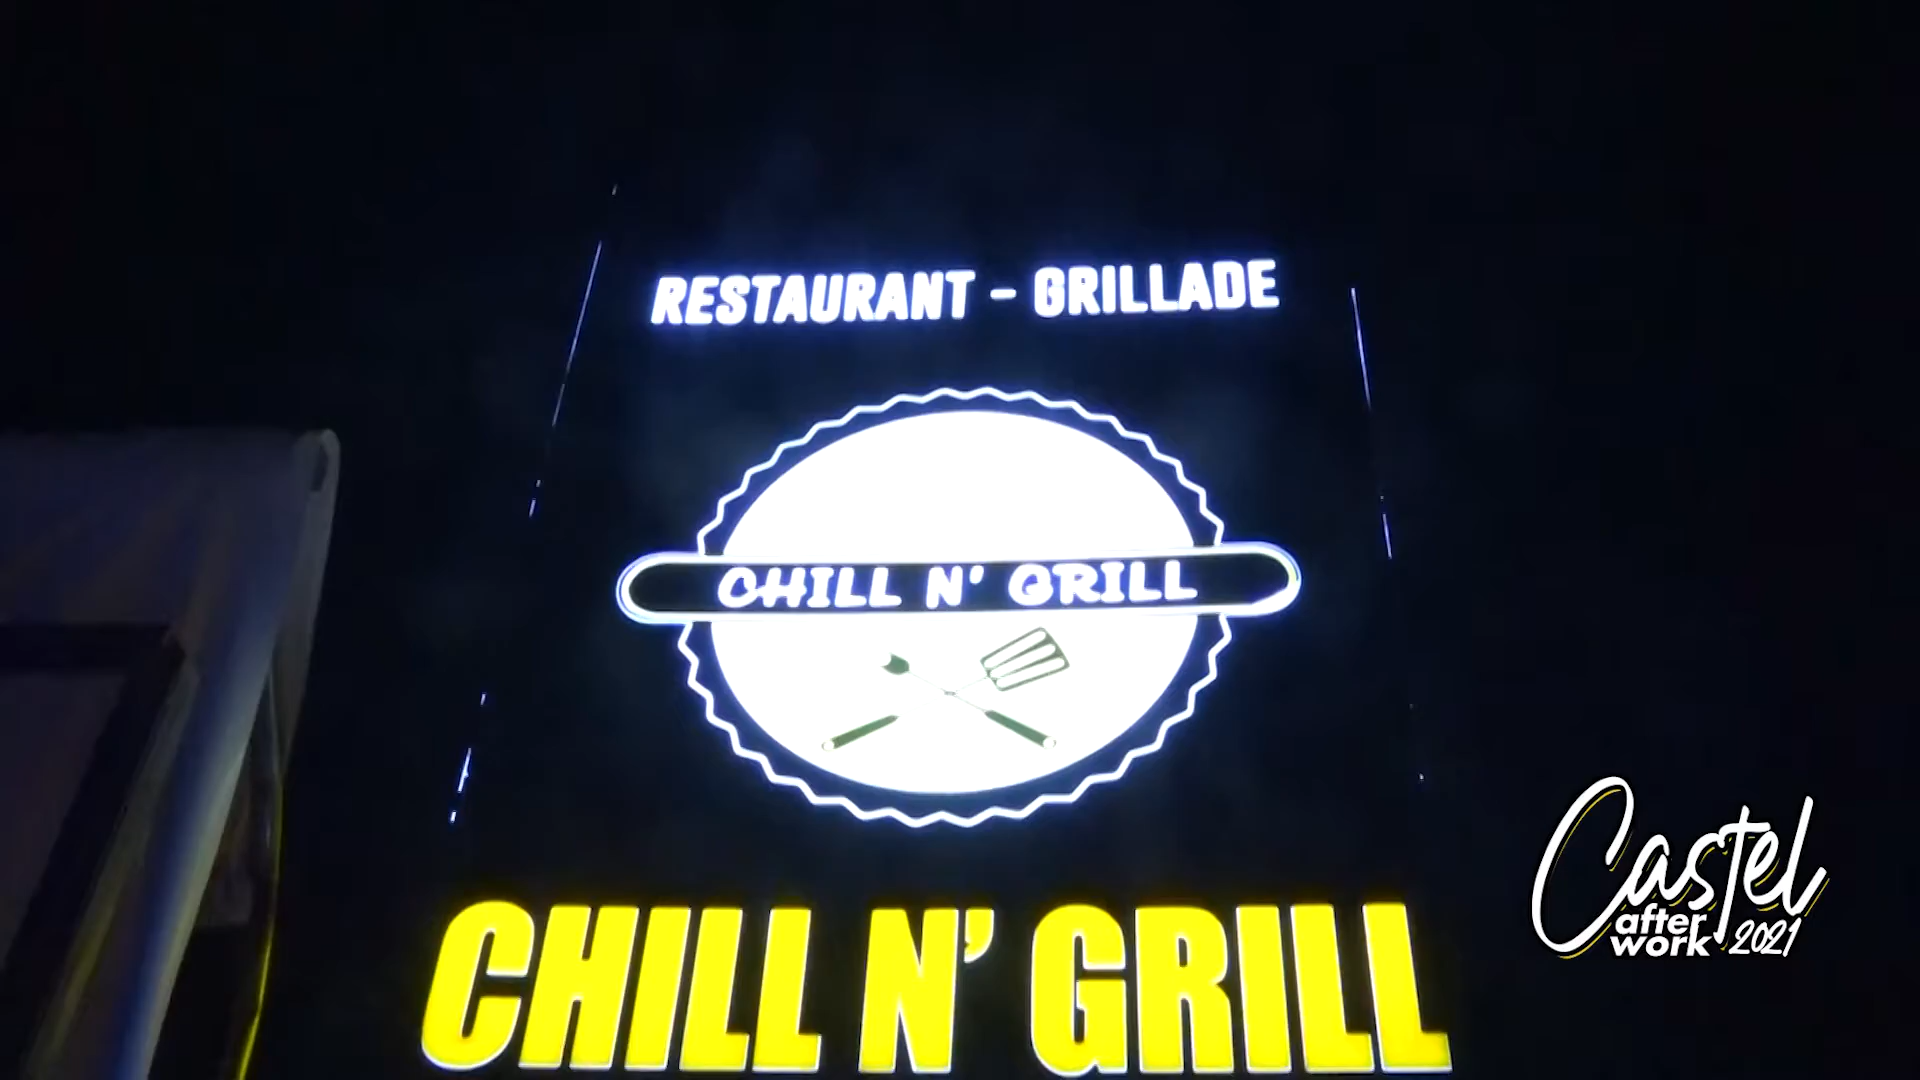 RESTAURANT - GRILLADE
CHILL N' GRILL
CHILL N' GRILL
Castel
after
work 2021